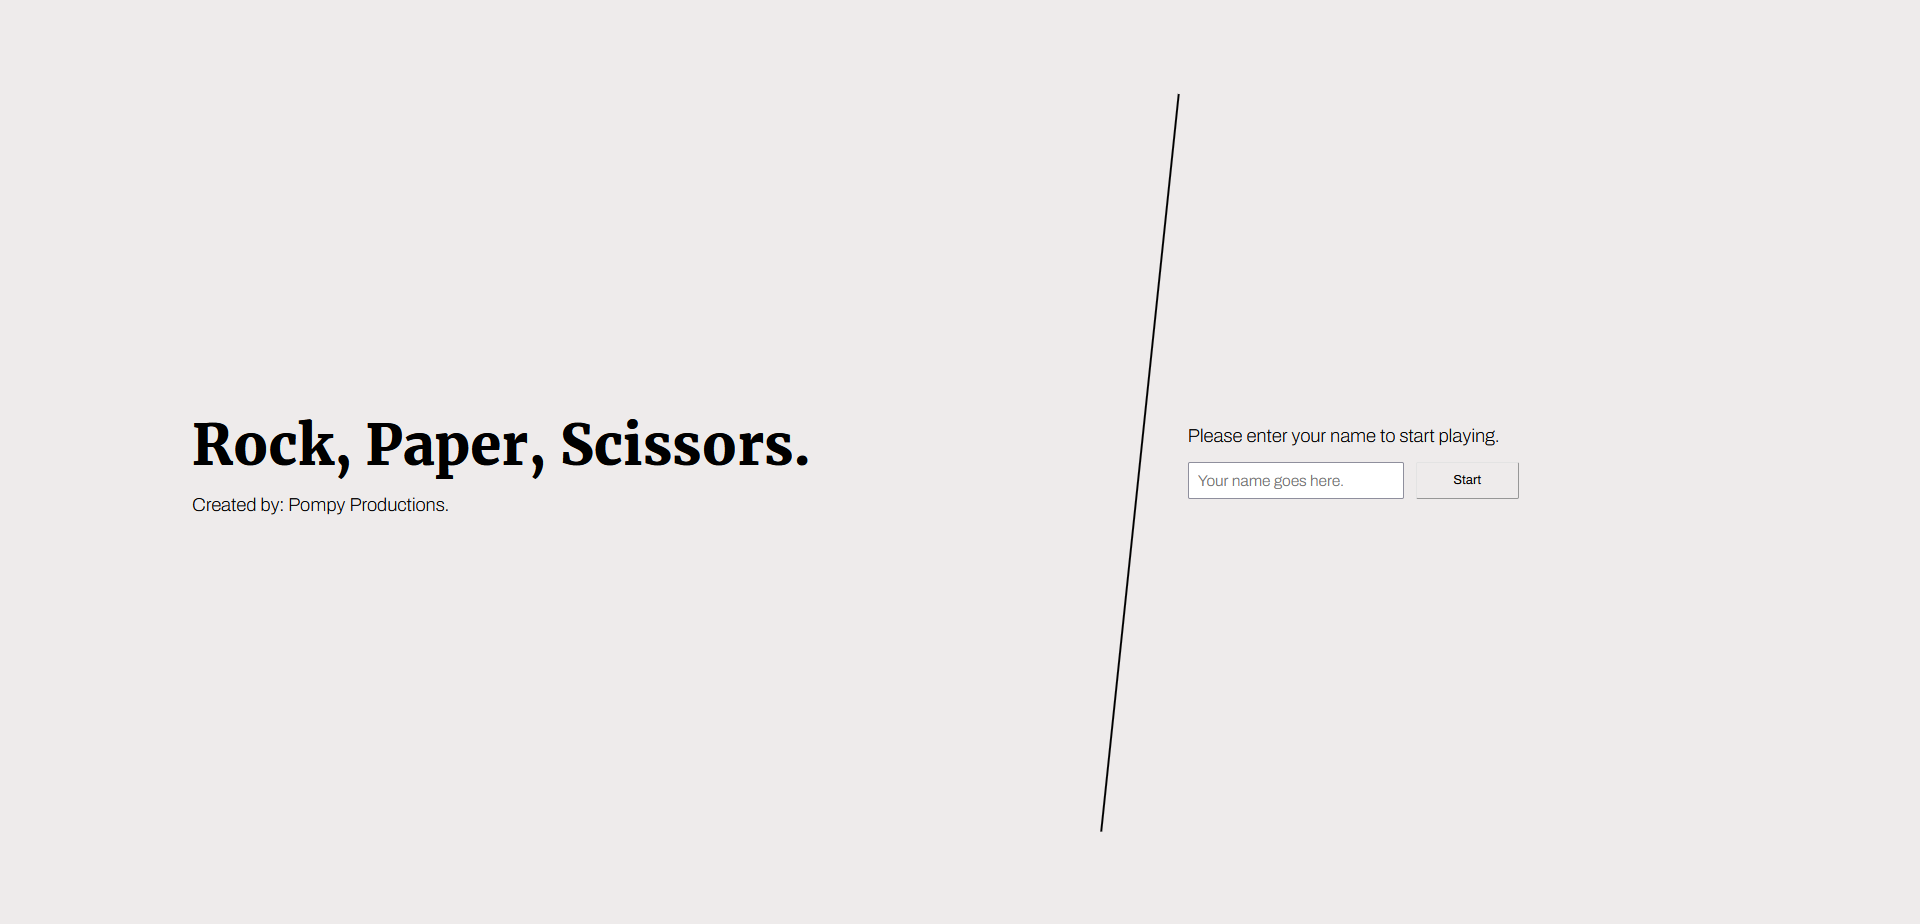 Rock, Paper, Scissors.
Created by: Pompy Productions.
Please enter your name to start playing.
Your name goes here.
Start